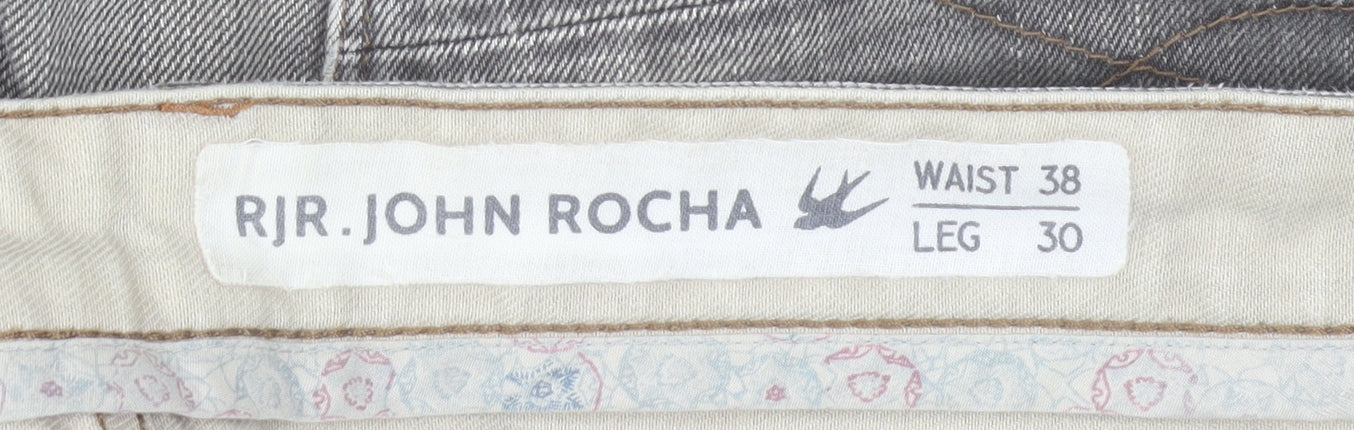 RJR. JOHN ROCHA
WAIST 38
LEG 30